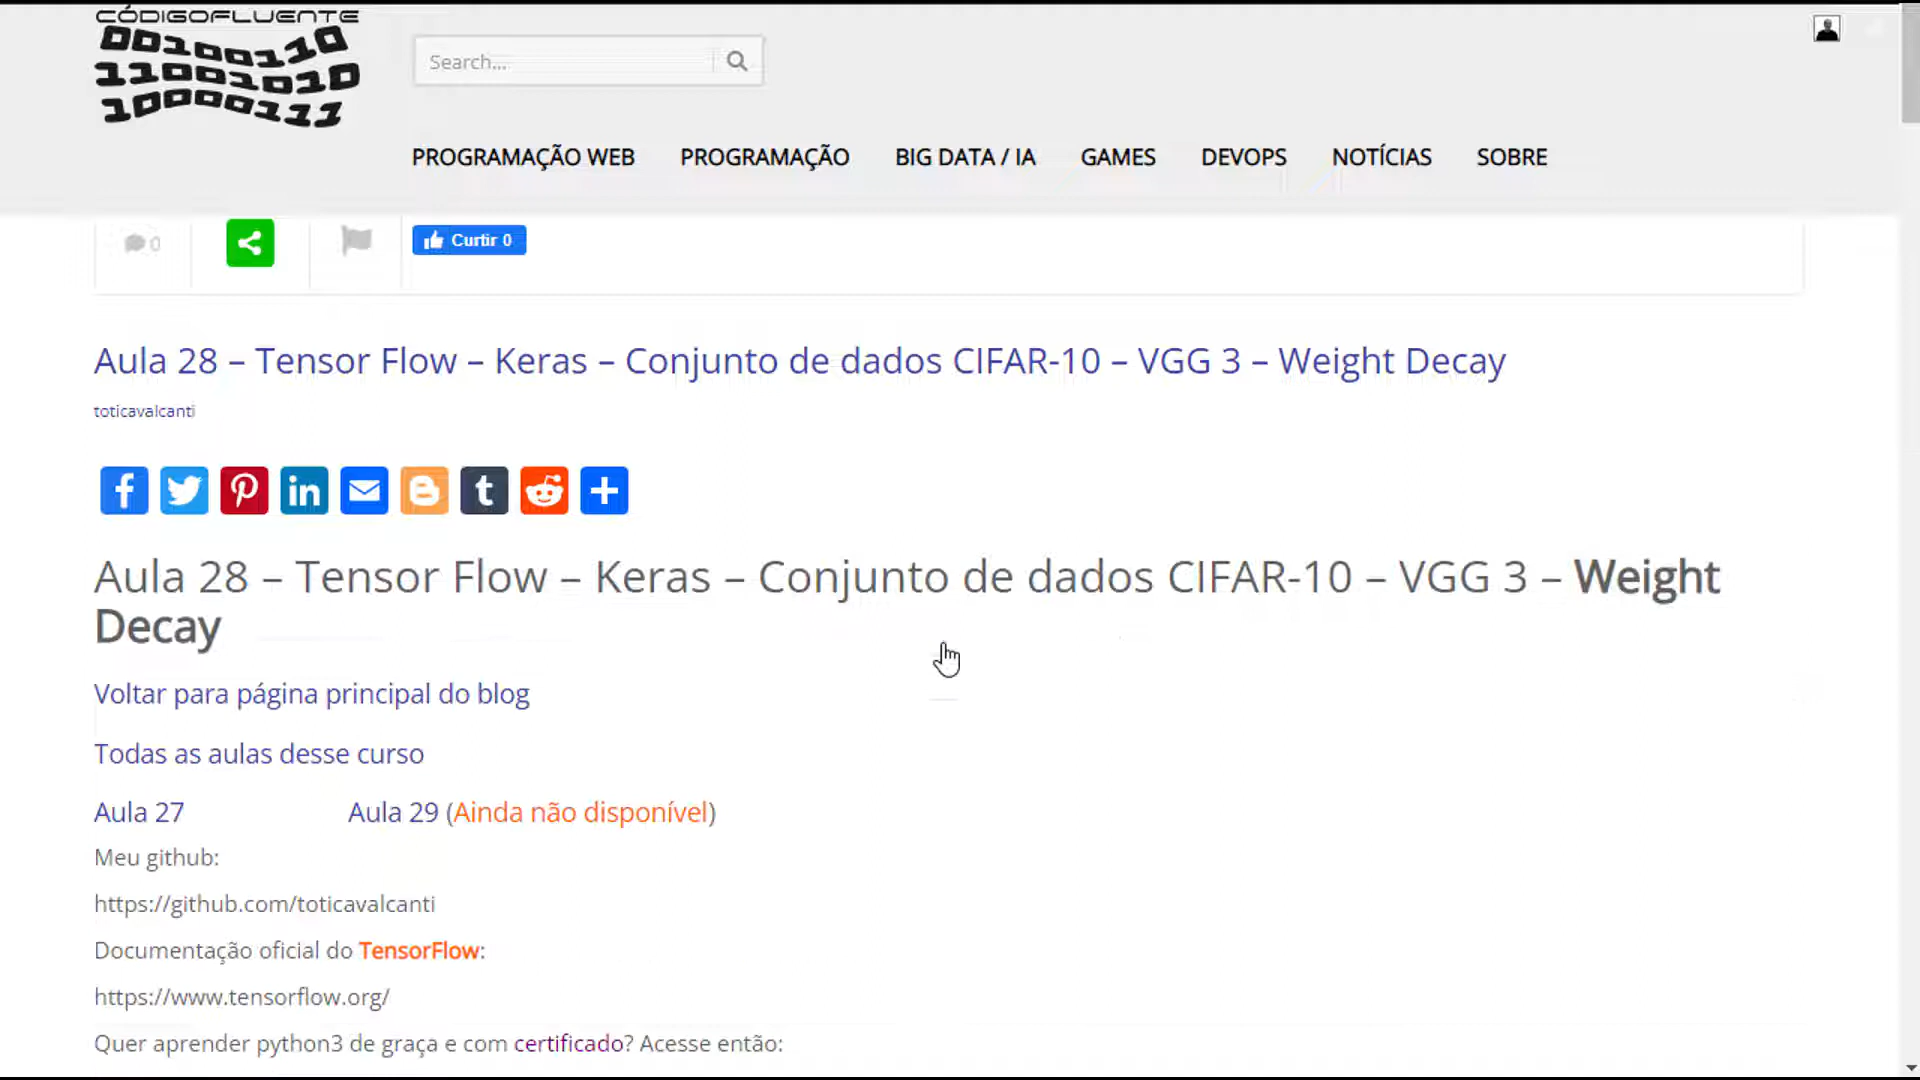 CÓDIGOFLUENTE
00100110
11001010
10000111
Search...
PROGRAMAÇÃO WEB PROGRAMAÇÃO BIG DATA / IA GAMES DEVOPS NOTÍCIAS SOBRE
0
Curtir 0
Aula 28 – Tensor Flow – Keras – Conjunto de dados CIFAR-10 – VGG 3 – Weight Decay
toticavalcanti
Aula 28 – Tensor Flow – Keras – Conjunto de dados CIFAR-10 – VGG 3 – Weight
Decay
Voltar para página principal do blog
Todas as aulas desse curso
Aula 27 Aula 29 (Ainda não disponível)
Meu github:
https://github.com/toticavalcanti
Documentação oficial do TensorFlow:
https://www.tensorflow.org/
Quer aprender python3 de graça e com certificado? Acesse então: